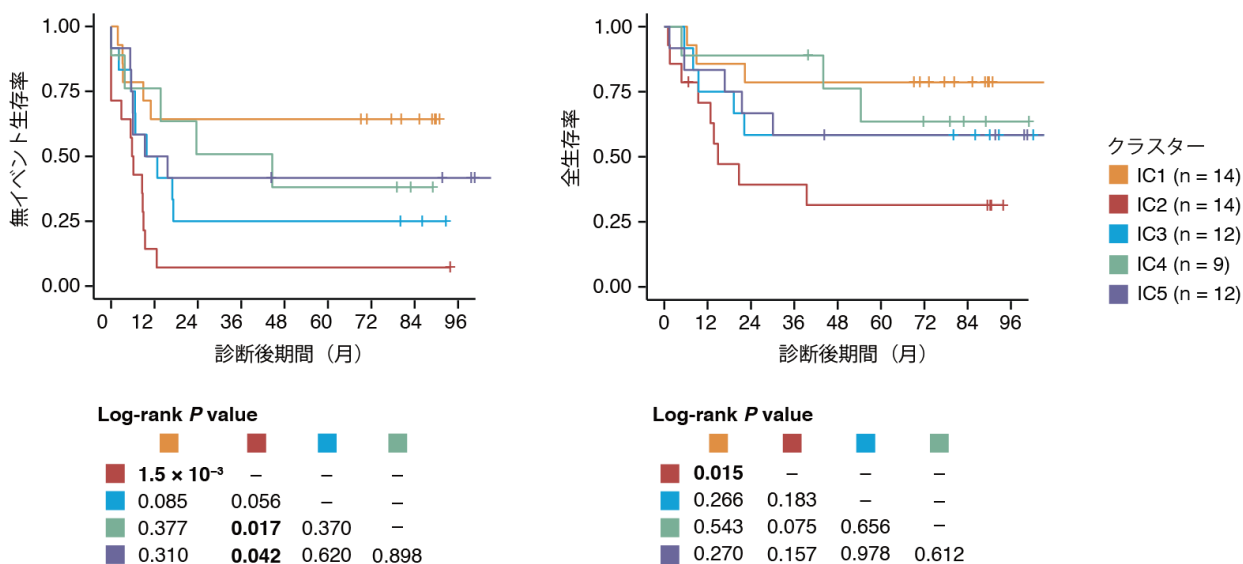 1.00
0.75
0.50
0.25
0.00
無イベント生存率
0 12 24 36 48 60 72 84 96
診断後期間（月）
1.00
0.75
0.50
0.25
0.00
全生存率
0 12 24 36 48 60 72 84 96
診断後期間（月）
クラスター
IC1 (n = 14)
IC2 (n = 14)
IC3 (n = 12)
IC4 (n = 9)
IC5 (n = 12)
Log-rank P value
1.5 × 10⁻³ – – –
0.085 0.056 – –
0.377 0.017 0.370 –
0.310 0.042 0.620 0.898
Log-rank P value
0.015 – – –
0.266 0.183 – –
0.543 0.075 0.656 –
0.270 0.157 0.978 0.612